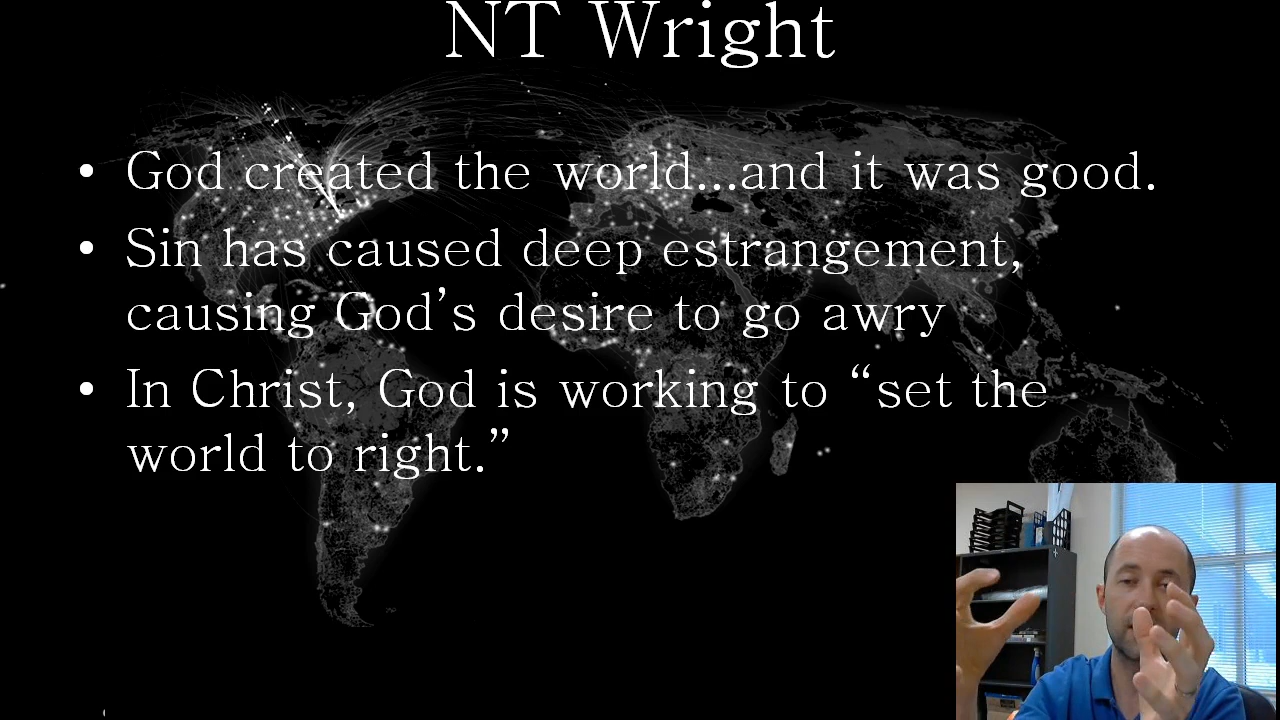 NT Wright
• God created the world...and it was good.
• Sin has caused deep estrangement,
causing God’s desire to go awry
• In Christ, God is working to “set the
world to right.”